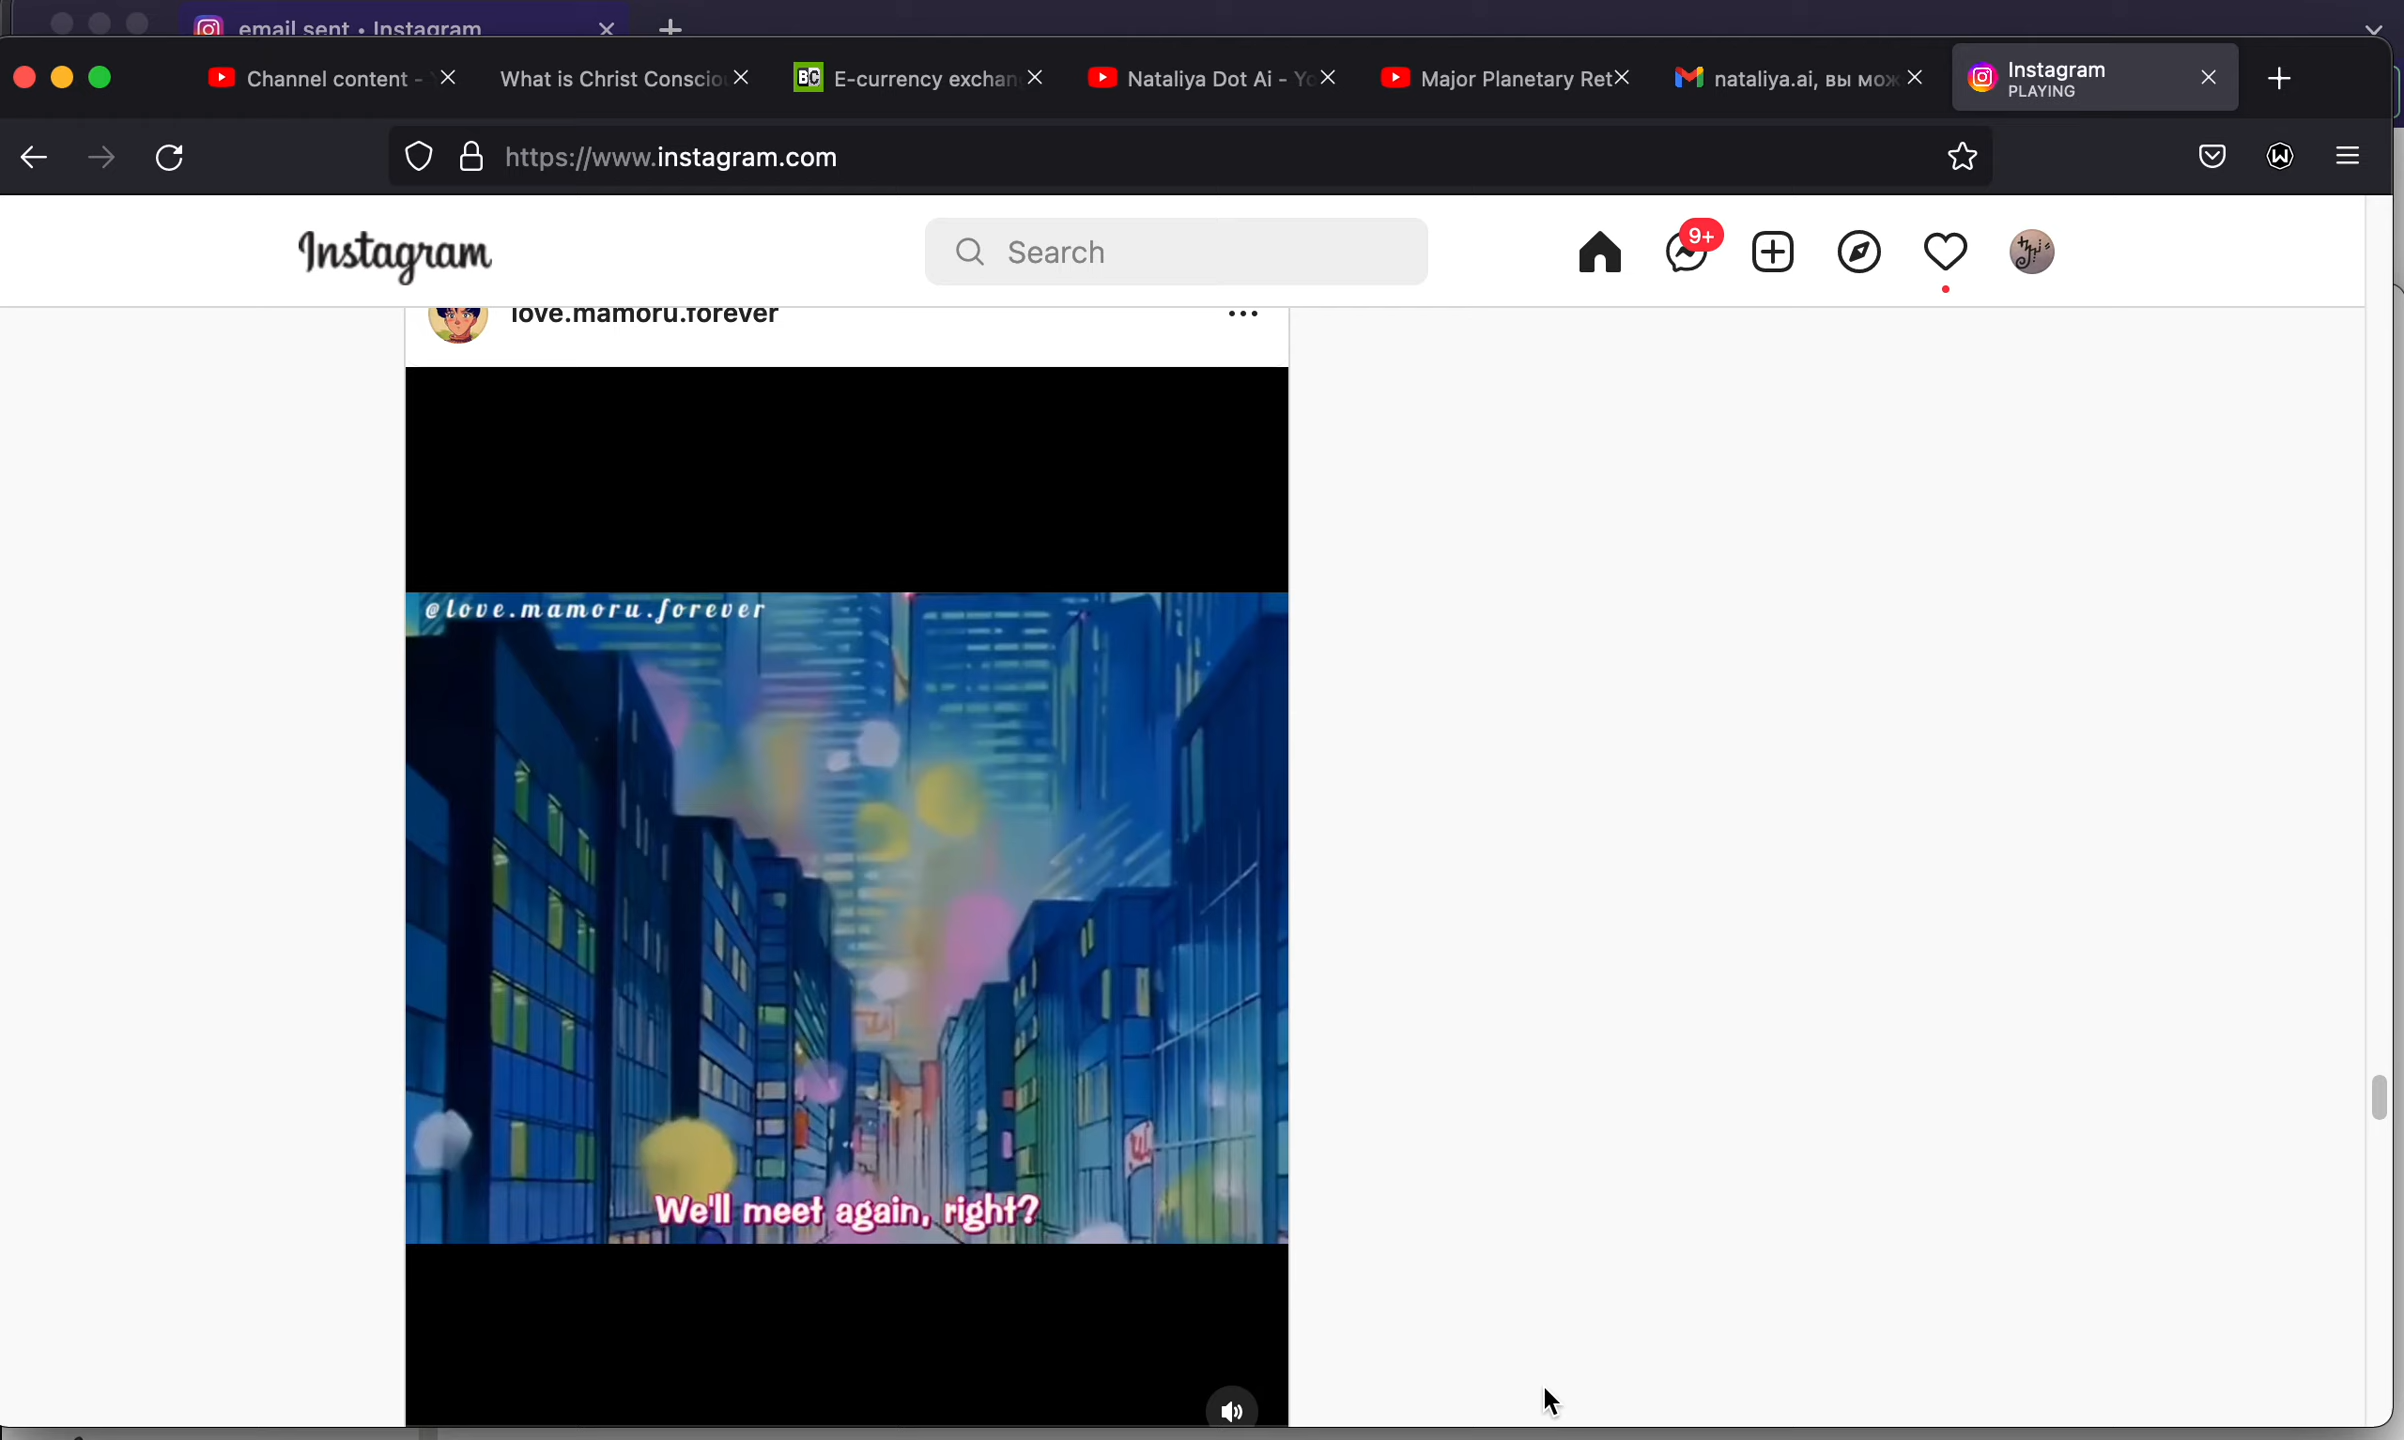 email sent • Instagram
Channel content -
What is Christ Conscio
E-currency exchan
Nataliya Dot Ai - Yo
Major Planetary Ret
nataliya.ai, вы мож
Instagram
PLAYING
https://www.instagram.com
Instagram
Search
9+
love.mamoru.forever
@love.mamoru.forever
We'll meet again, right?